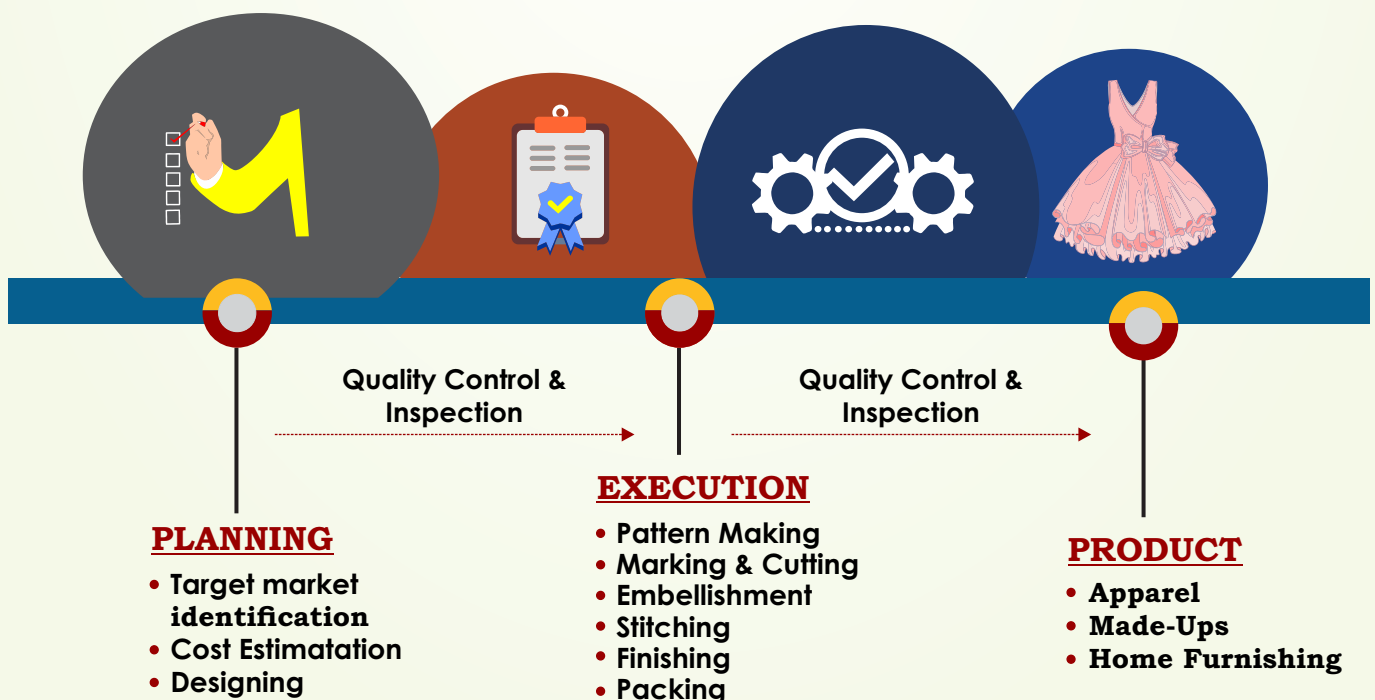 Quality Control &
Inspection
Quality Control &
Inspection
PLANNING
• Target market
identification
• Cost Estimatation
• Designing
EXECUTION
• Pattern Making
• Marking & Cutting
• Embellishment
• Stitching
• Finishing
• Packing
PRODUCT
• Apparel
• Made-Ups
• Home Furnishing